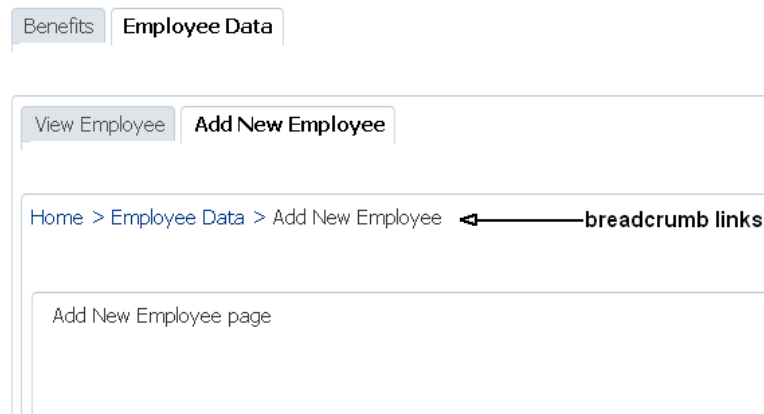 Benefits Employee Data
View Employee Add New Employee
Home > Employee Data > Add New Employee breadcrumb links
Add New Employee page